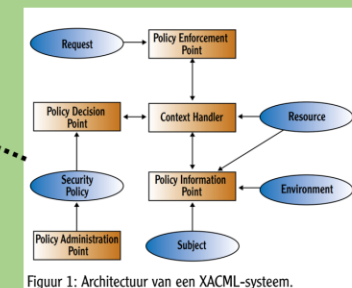 Request
Policy Enforcement
Point
Policy Decision
Point
Context Handler
Resource
Security
Policy
Policy Information
Point
Environment
Policy Administration
Point
Subject
Figuur 1: Architectuur van een XACML-systeem.